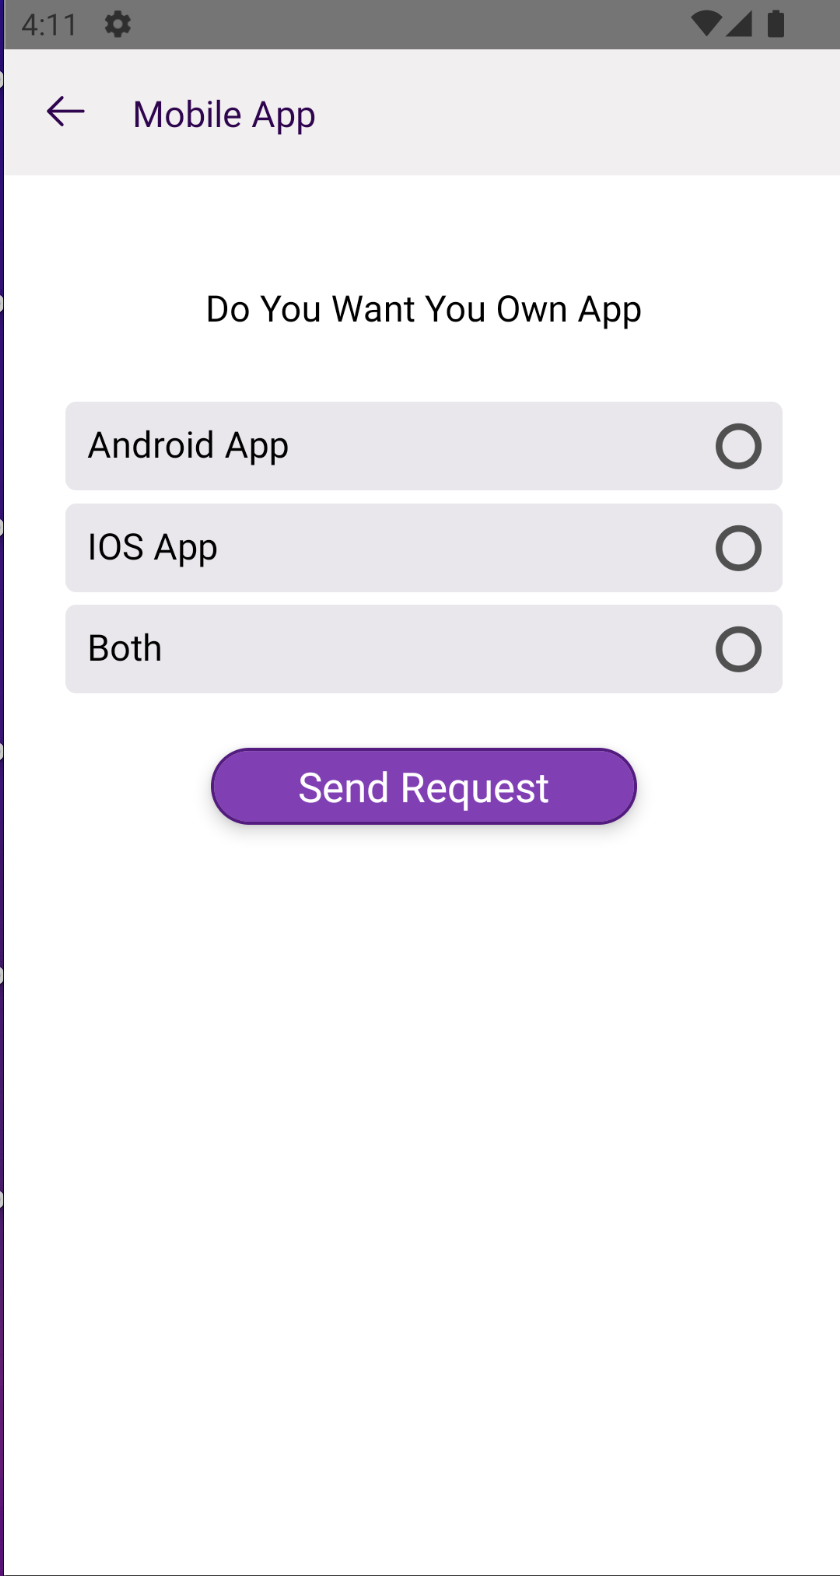 4:11
Mobile App
Do You Want You Own App
Android App
IOS App
Both
Send Request